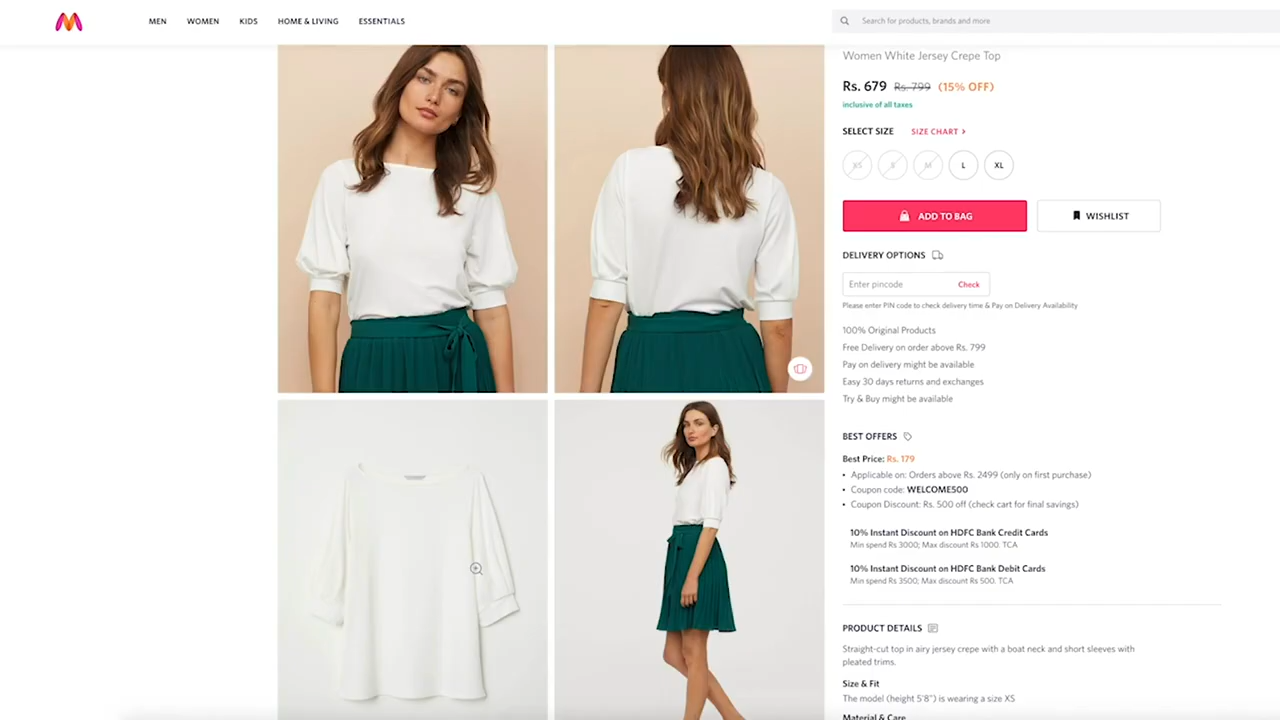 MEN WOMEN KIDS HOME & LIVING ESSENTIALS
Search for products, brands and more
Women White Jersey Crepe Top
Rs. 679 Rs. 799 (15% OFF)
inclusive of all taxes
SELECT SIZE SIZE CHART >
XS S M L XL
ADD TO BAG WISHLIST
DELIVERY OPTIONS
Enter pincode Check
Please enter PIN code to check delivery time & Pay on Delivery Availability
100% Original Products
Free Delivery on order above Rs. 799
Pay on delivery might be available
Easy 30 days returns and exchanges
Try & Buy might be available
BEST OFFERS
Best Price: Rs. 179
• Applicable on: Orders above Rs. 2499 (only on first purchase)
• Coupon code: WELCOME500
• Coupon Discount: Rs. 500 off (check cart for final savings)
10% Instant Discount on HDFC Bank Credit Cards
Min spend Rs 3000; Max discount Rs 1000. TCA
10% Instant Discount on HDFC Bank Debit Cards
Min spend Rs 3500; Max discount Rs 500. TCA
PRODUCT DETAILS
Straight-cut top in airy jersey crepe with a boat neck and short sleeves with
pleated trims.
Size & Fit
The model (height 5'8") is wearing a size XS
Material & Care